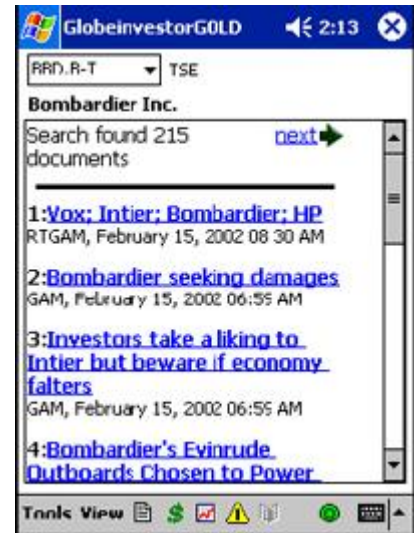 GlobeinvestorG0LD 2:13
BBD.B-T TSE
Bombardier Inc.
Search found 215 next
documents
1:Vox; Intier; Bombardier; HP
RTGAM, February 15, 2002 08 30 AM
2:Bombardier seeking damages
GAM, February 15, 2002 06:55 AM
3:Investors take a liking to
Intier but beware if economy
falters
GAM, February 15, 2002 06:55 AM
4:Bombardier's Evinrude
Outboards Chosen to Power
Tools View